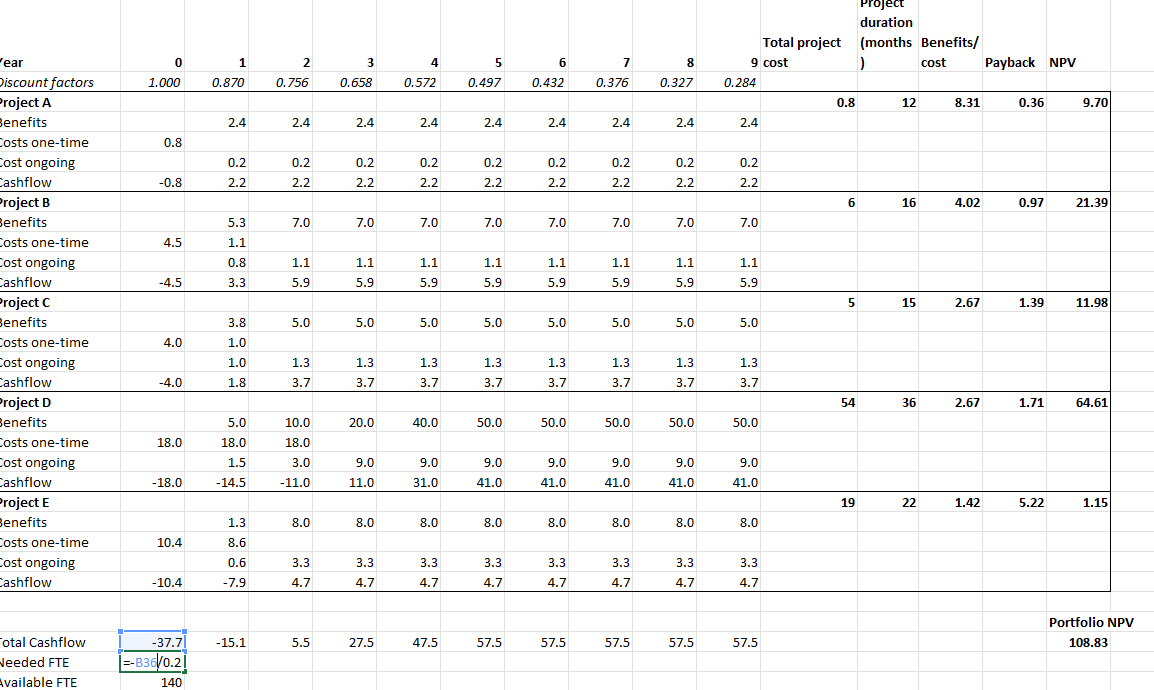 Project
duration
Total project (months Benefits/
Year 0 1 2 3 4 5 6 7 8 9 cost ) cost Payback NPV
Discount factors 1.000 0.870 0.756 0.658 0.572 0.497 0.432 0.376 0.327 0.284
Project A 0.8 12 8.31 0.36 9.70
Benefits 2.4 2.4 2.4 2.4 2.4 2.4 2.4 2.4 2.4
Costs one-time 0.8
Cost ongoing 0.2 0.2 0.2 0.2 0.2 0.2 0.2 0.2 0.2
Cashflow -0.8 2.2 2.2 2.2 2.2 2.2 2.2 2.2 2.2 2.2
Project B 6 16 4.02 0.97 21.39
Benefits 5.3 7.0 7.0 7.0 7.0 7.0 7.0 7.0 7.0
Costs one-time 4.5 1.1
Cost ongoing 0.8 1.1 1.1 1.1 1.1 1.1 1.1 1.1 1.1
Cashflow -4.5 3.3 5.9 5.9 5.9 5.9 5.9 5.9 5.9 5.9
Project C 5 15 2.67 1.39 11.98
Benefits 3.8 5.0 5.0 5.0 5.0 5.0 5.0 5.0 5.0
Costs one-time 4.0 1.0
Cost ongoing 1.0 1.3 1.3 1.3 1.3 1.3 1.3 1.3 1.3
Cashflow -4.0 1.8 3.7 3.7 3.7 3.7 3.7 3.7 3.7 3.7
Project D 54 36 2.67 1.71 64.61
Benefits 5.0 10.0 20.0 40.0 50.0 50.0 50.0 50.0 50.0
Costs one-time 18.0 18.0 18.0
Cost ongoing 1.5 3.0 9.0 9.0 9.0 9.0 9.0 9.0 9.0
Cashflow -18.0 -14.5 -11.0 11.0 31.0 41.0 41.0 41.0 41.0 41.0
Project E 19 22 1.42 5.22 1.15
Benefits 1.3 8.0 8.0 8.0 8.0 8.0 8.0 8.0 8.0
Costs one-time 10.4 8.6
Cost ongoing 0.6 3.3 3.3 3.3 3.3 3.3 3.3 3.3 3.3
Cashflow -10.4 -7.9 4.7 4.7 4.7 4.7 4.7 4.7 4.7 4.7
Portfolio NPV
Total Cashflow -37.7 -15.1 5.5 27.5 47.5 57.5 57.5 57.5 57.5 57.5 108.83
Needed FTE =-B36/0.2
Available FTE 140